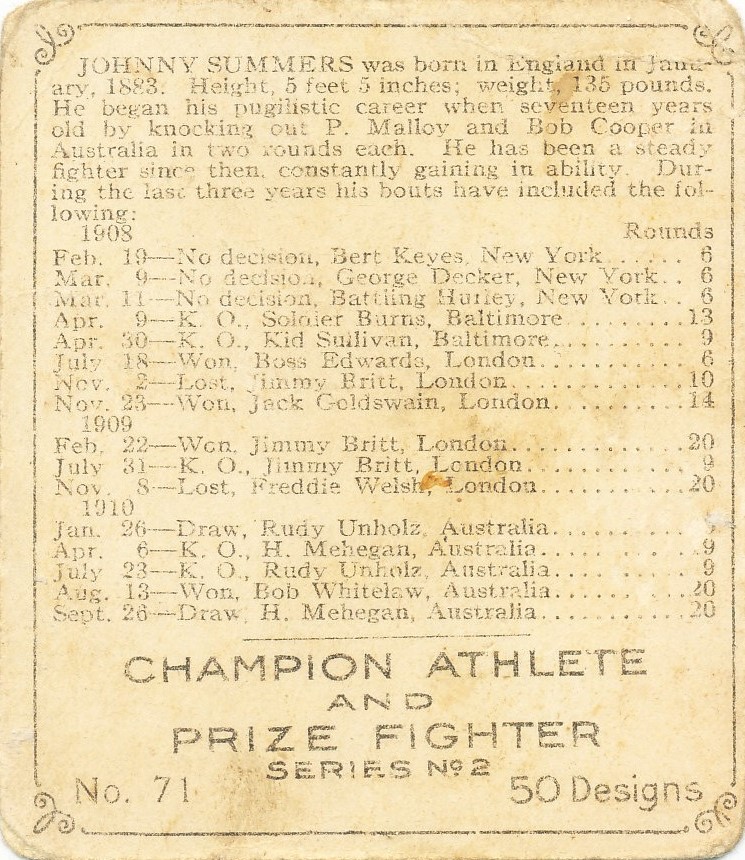 JOHNNY SUMMERS was born in England in Janu-
ary, 1883. Height, 5 feet 5 inches; weight, 135 pounds.
He began his pugilistic career when seventeen years
old by knocking out P. Malloy and Bob Cooper in
Australia in two rounds each. He has been a steady
fighter since then, constantly gaining in ability. Dur-
ing the last three years his bouts have included the fol-
lowing:
1908 Rounds
Feb. 19—No decision, Bert Keyes, New York...... 6
Mar. 9—No decision, George Decker, New York.. 6
Mar. 11—No decision, Battling Hurley, New York.. 6
Apr. 9—K. O., Soldier Burns, Baltimore..........13
Apr. 30—K. O., Kid Sullivan, Baltimore........... 9
July 18—Won, Boss Edwards, London............ 6
Nov. 2—Lost, Jimmy Britt, London..............10
Nov. 23—Won, Jack Goldswain, London...........14
1909
Feb. 22—Won, Jimmy Britt, London..............20
July 31—K. O., Jimmy Britt, London............. 9
Nov. 8—Lost, Freddie Welsh, London............20
1910
Jan. 26—Draw, Rudy Unholz, Australia...........
Apr. 6—K. O., H. Mehegan, Australia........... 9
July 23—K. O., Rudy Unholz, Australia........... 9
Aug. 13—Won, Bob Whitelaw, Australia...........20
Sept. 26—Draw, H. Mehegan, Australia...........20
CHAMPION ATHLETE
AND
PRIZE FIGHTER
SERIES No. 2
No. 71 50 Designs